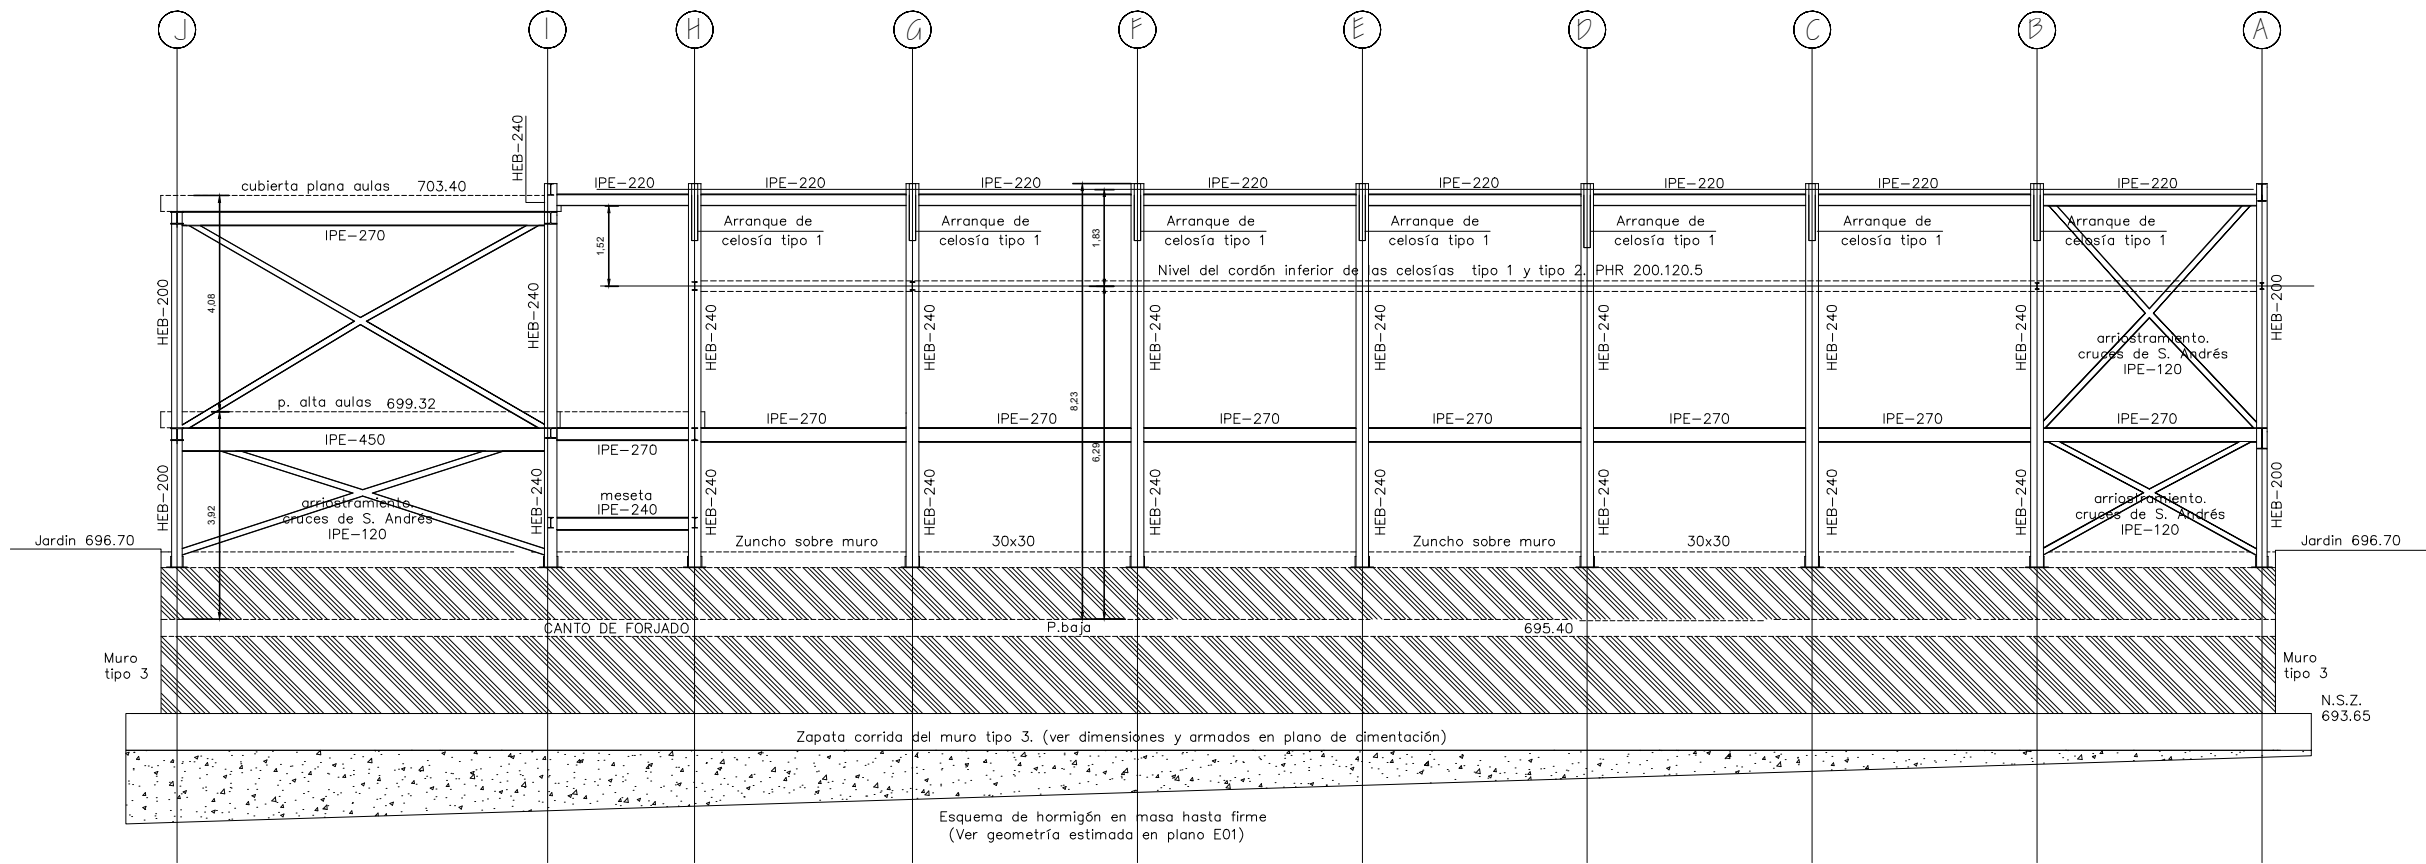 J I H G F E D C B A
HEB-240
cubierta plana aulas 703.40
IPE-220 IPE-220 IPE-220 IPE-220 IPE-220 IPE-220 IPE-220 IPE-220
IPE-270
Arranque de
celosía tipo 1
Arranque de
celosía tipo 1
Arranque de
celosía tipo 1
Arranque de
celosía tipo 1
Arranque de
celosía tipo 1
Arranque de
celosía tipo 1
Arranque de
celosía tipo 1
1,52
1,83
Nivel del cordón inferior de las celosías tipo 1 y tipo 2. PHR 200.120.5
HEB-200
4,08
HEB-240
HEB-240
HEB-240
HEB-240
HEB-240
HEB-240
HEB-240
HEB-240
HEB-200
arriostramiento.
cruces de S. Andrés
IPE-120
p. alta aulas 699.32
8,23
IPE-270 IPE-270 IPE-270 IPE-270 IPE-270 IPE-270 IPE-270
IPE-450
IPE-270
6,29
HEB-200
3,92
arriostramiento.
cruces de S. Andrés
IPE-120
HEB-240
meseta
IPE-240
HEB-240
HEB-240
HEB-240
HEB-240
HEB-240
HEB-240
HEB-240
arriostramiento.
cruces de S. Andrés
IPE-120
HEB-200
Jardin 696.70
Zuncho sobre muro 30x30
Zuncho sobre muro 30x30
Jardin 696.70
CANTO DE FORJADO P.baja 695.40
Muro
tipo 3
Muro
tipo 3
N.S.Z.
693.65
Zapata corrida del muro tipo 3. (ver dimensiones y armados en plano de cimentación)
Esquema de hormigón en masa hasta firme
(Ver geometría estimada en plano E01)